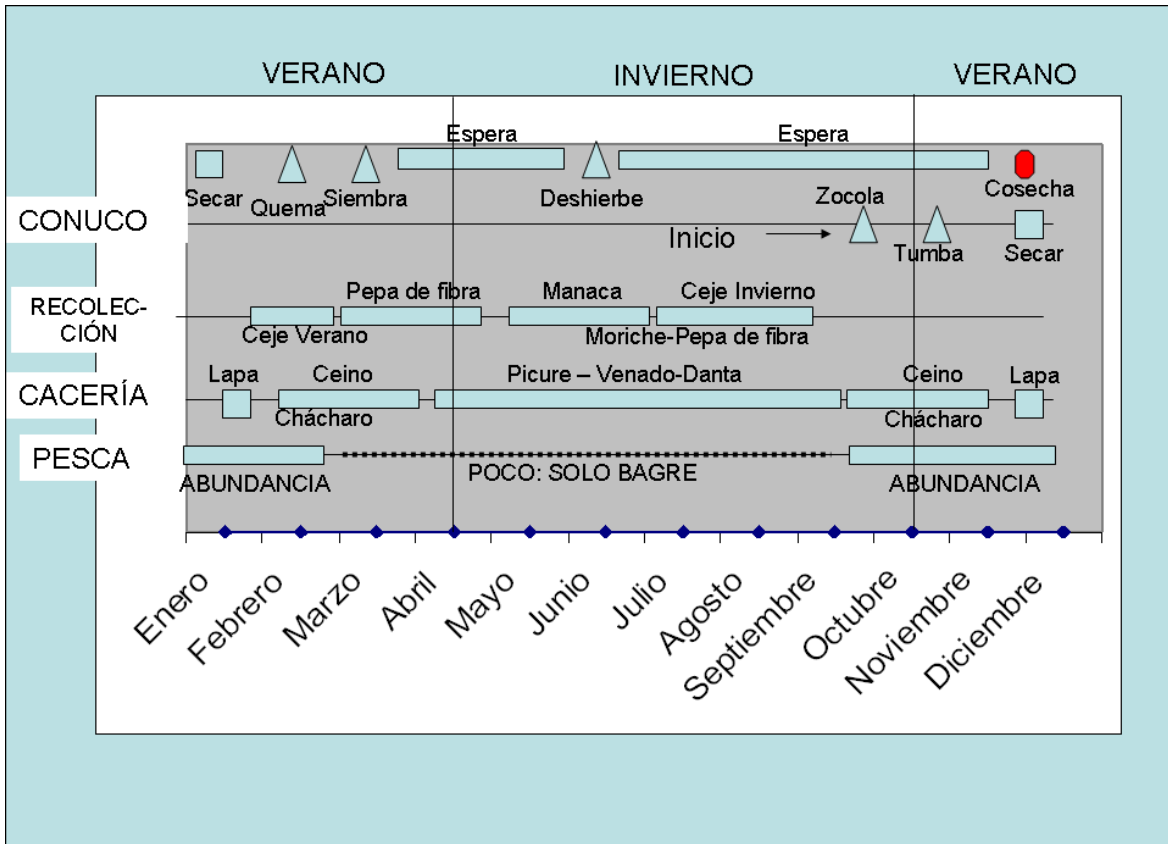 VERANO
INVIERNO
VERANO
Espera
Espera
Secar
Quema
Siembra
Deshierbe
Zocola
Cosecha
CONUCO
Inicio
Tumba
Secar
RECOLEC-
CIÓN
Pepa de fibra
Manaca
Ceje Invierno
Ceje Verano
Moriche-Pepa de fibra
CACERÍA
Lapa
Ceino
Picure – Venado-Danta
Ceino
Lapa
Chácharo
Chácharo
PESCA
ABUNDANCIA
POCO: SOLO BAGRE
ABUNDANCIA
Enero
Febrero
Marzo
Abril
Mayo
Junio
Julio
Agosto
Septiembre
Octubre
Noviembre
Diciembre